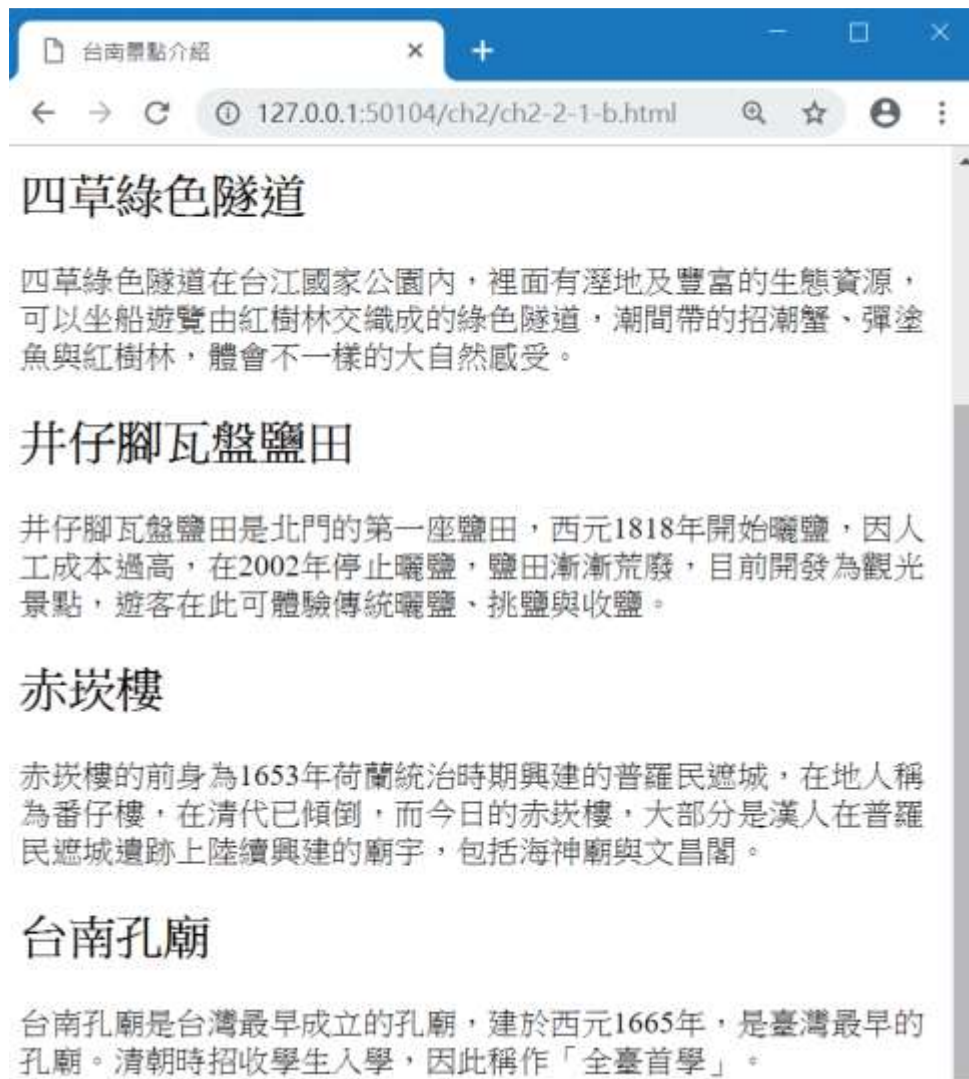 台南景點介紹
127.0.0.1:50104/ch2/ch2-2-1-b.html
四草綠色隧道
四草綠色隧道在台江國家公園內，裡面有溼地及豐富的生態資源，
可以坐船遊覽由紅樹林交織成的綠色隧道，潮間帶的招潮蟹、彈塗
魚與紅樹林，體會不一樣的大自然感受。
井仔腳瓦盤鹽田
井仔腳瓦盤鹽田是北門的第一座鹽田，西元1818年開始曬鹽，因人
工成本過高，在2002年停止曬鹽，鹽田漸漸荒廢，目前開發為觀光
景點，遊客在此可體驗傳統曬鹽、挑鹽與收鹽。
赤崁樓
赤崁樓的前身為1653年荷蘭統治時期興建的普羅民遮城，在地人稱
為番仔樓，在清代已傾倒，而今日的赤崁樓，大部分是漢人在普羅
民遮城遺跡上陸續興建的廟宇，包括海神廟與文昌閣。
台南孔廟
台南孔廟是台灣最早成立的孔廟，建於西元1665年，是臺灣最早的
孔廟。清朝時招收學生入學，因此稱作「全臺首學」。